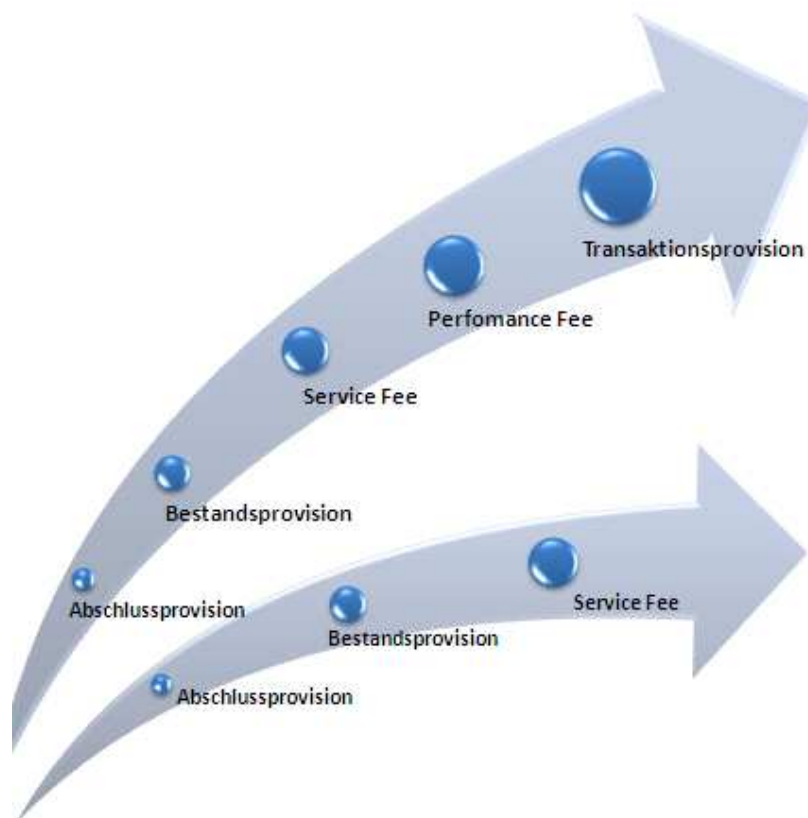 Transaktionsprovision
Perfomance Fee
Service Fee
Bestandsprovision
Abschlussprovision
Service Fee
Bestandsprovision
Abschlussprovision